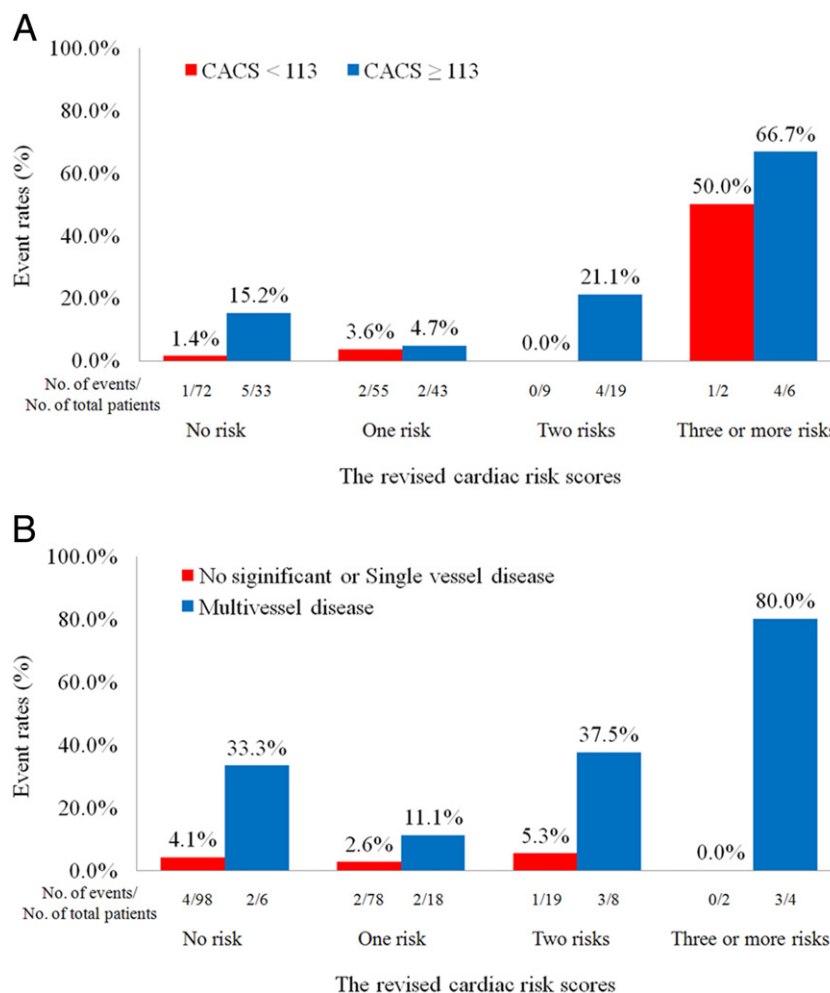 A
100.0%
CACS < 113 CACS ≥ 113
80.0%
66.7%
60.0%
50.0%
40.0%
21.1%
20.0%
15.2%
1.4% 3.6% 4.7% 0.0%
0.0%
Event rates (%)
No. of events/
No. of total patients
1/72 5/33 2/55 2/43 0/9 4/19 1/2 4/6
No risk One risk Two risks Three or more risks
The revised cardiac risk scores
B
100.0%
No siginificant or Single vessel disease
Multivessel disease
80.0%
80.0%
60.0%
40.0%
33.3% 37.5%
20.0%
11.1%
4.1% 2.6% 5.3% 0.0%
0.0%
Event rates (%)
No. of events/
No. of total patients
4/98 2/6 2/78 2/18 1/19 3/8 0/2 3/4
No risk One risk Two risks Three or more risks
The revised cardiac risk scores